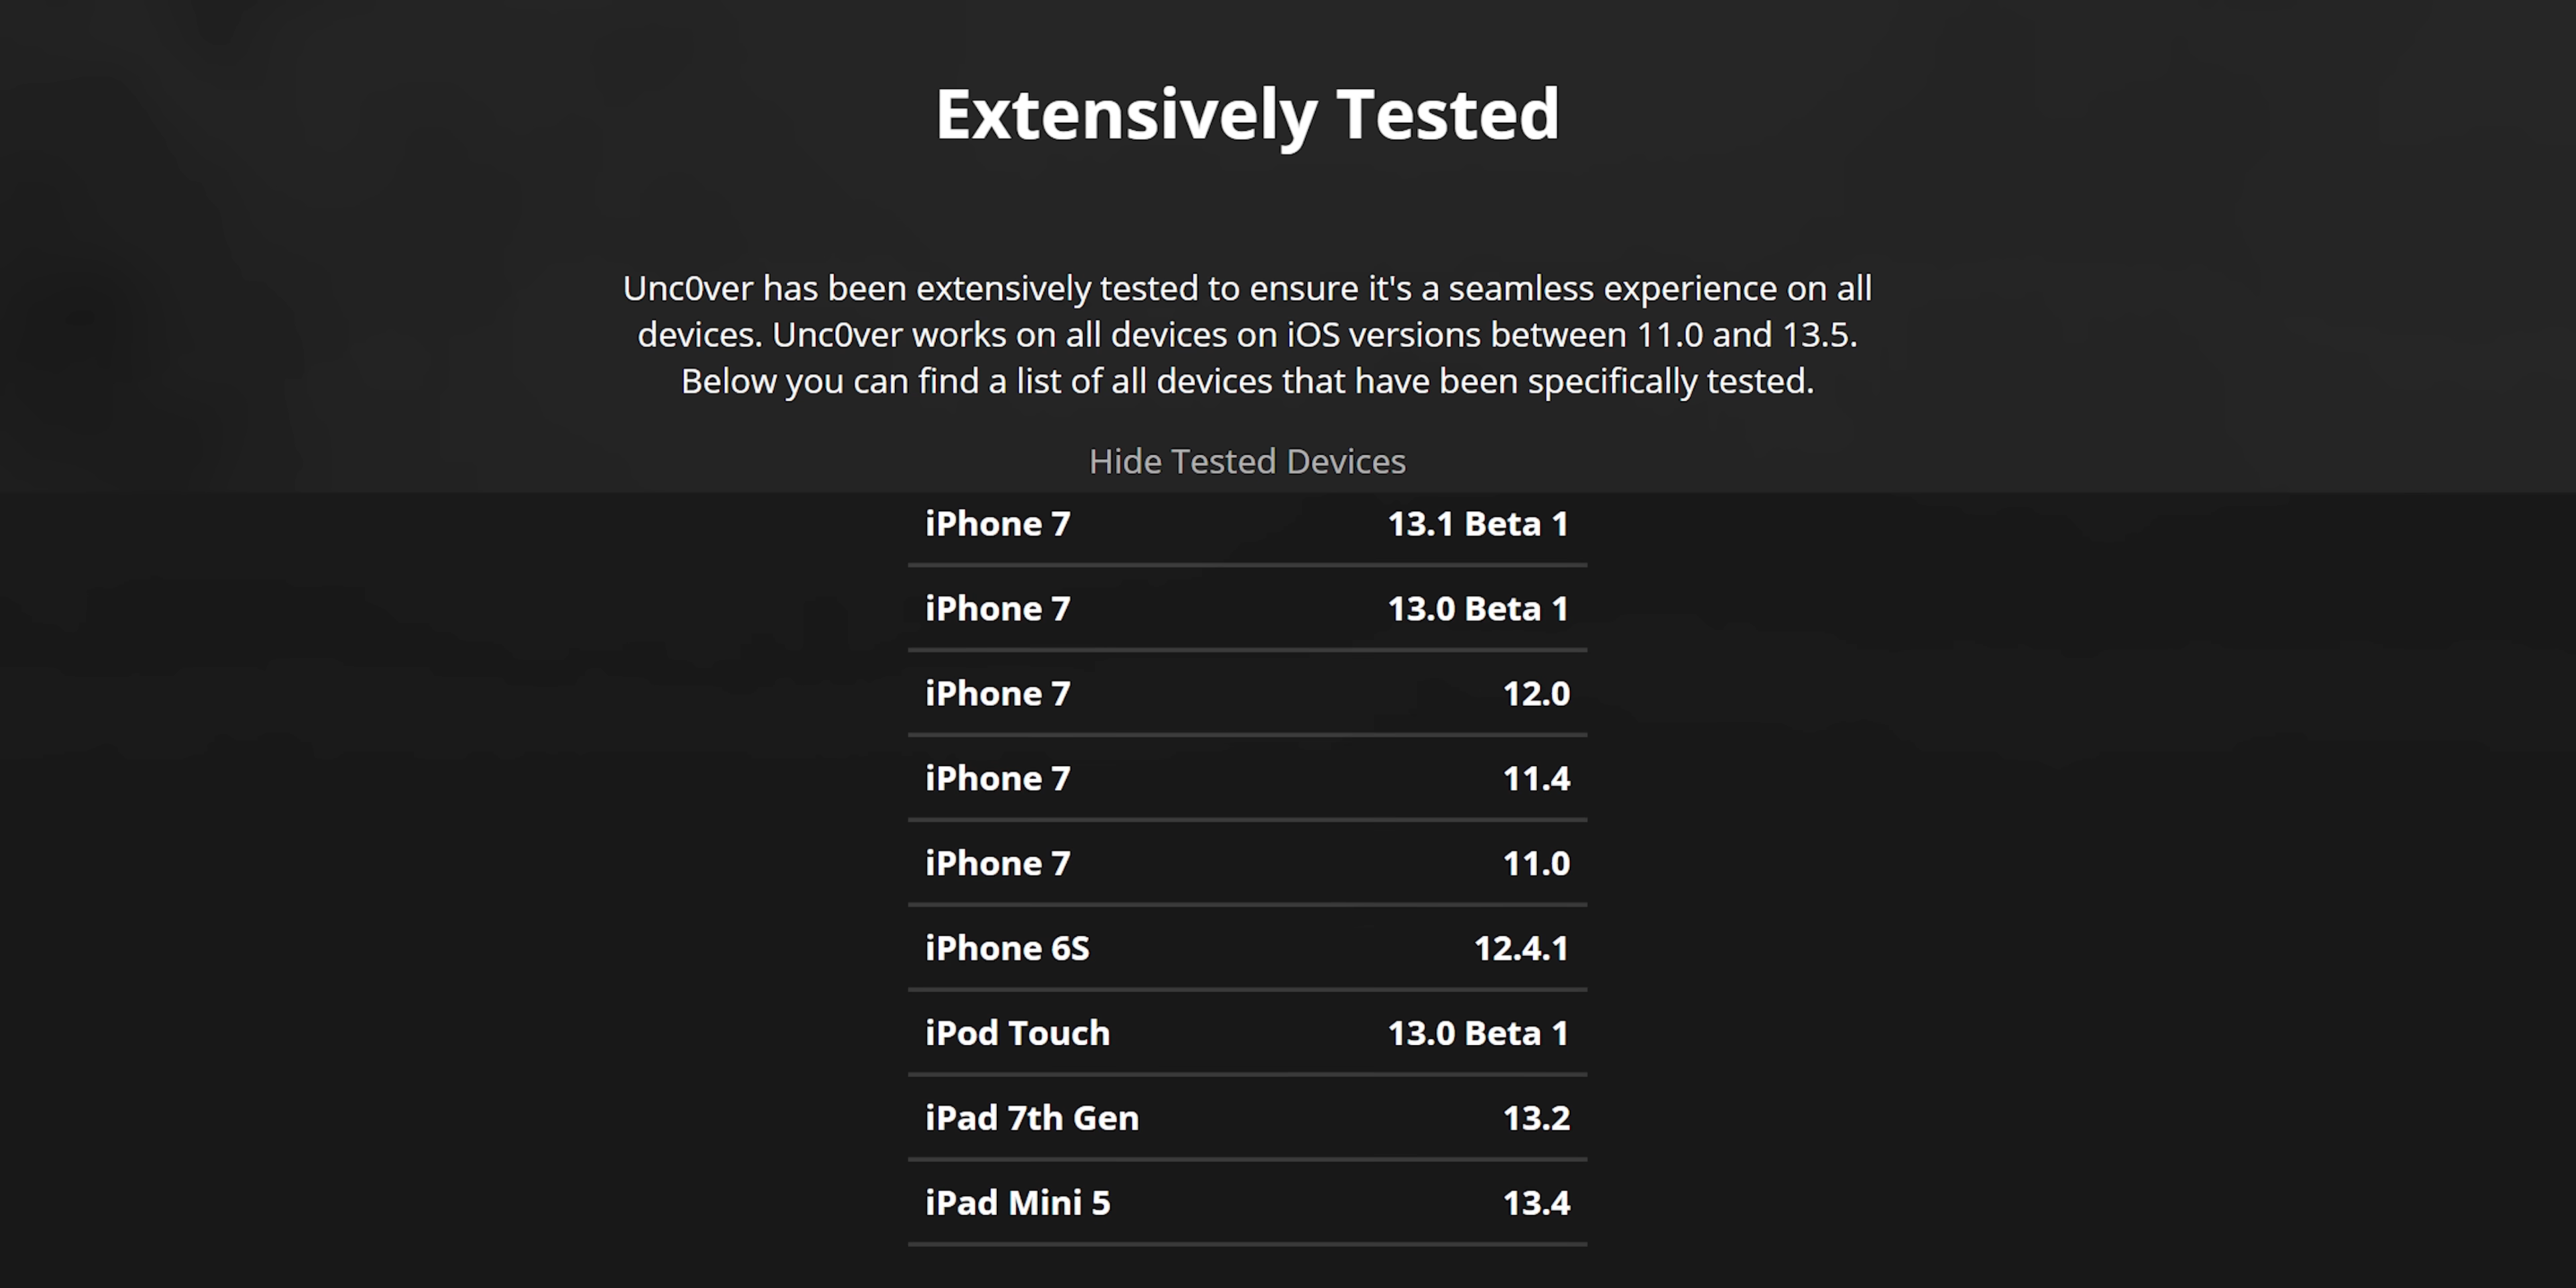 Extensively Tested
Unc0ver has been extensively tested to ensure it's a seamless experience on all
devices. Unc0ver works on all devices on iOS versions between 11.0 and 13.5.
Below you can find a list of all devices that have been specifically tested.
Hide Tested Devices
iPhone 7 13.1 Beta 1
iPhone 7 13.0 Beta 1
iPhone 7 12.0
iPhone 7 11.4
iPhone 7 11.0
iPhone 6S 12.4.1
iPod Touch 13.0 Beta 1
iPad 7th Gen 13.2
iPad Mini 5 13.4